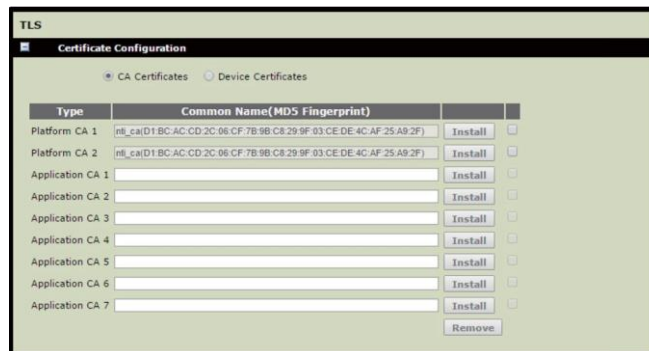 TLS
Certificate Configuration
CA Certificates Device Certificates
Type Common Name(MD5 Fingerprint)
Platform CA 1 nti_ca(D1:BC:AC:CD:2C:06:CF:7B:9B:C8:29:9F:03:CE:DE:4C:AF:25:A9:2F) Install
Platform CA 2 nti_ca(D1:BC:AC:CD:2C:06:CF:7B:9B:C8:29:9F:03:CE:DE:4C:AF:25:A9:2F) Install
Application CA 1 Install
Application CA 2 Install
Application CA 3 Install
Application CA 4 Install
Application CA 5 Install
Application CA 6 Install
Application CA 7 Install
Remove